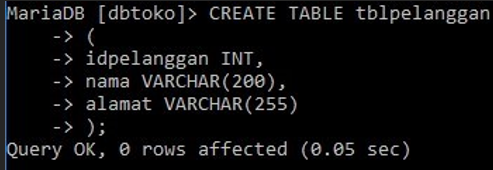 MariaDB [dbtoko]> CREATE TABLE tblpelanggan
-> (
-> idpelanggan INT,
-> nama VARCHAR(200),
-> alamat VARCHAR(255)
-> );
Query OK, 0 rows affected (0.05 sec)